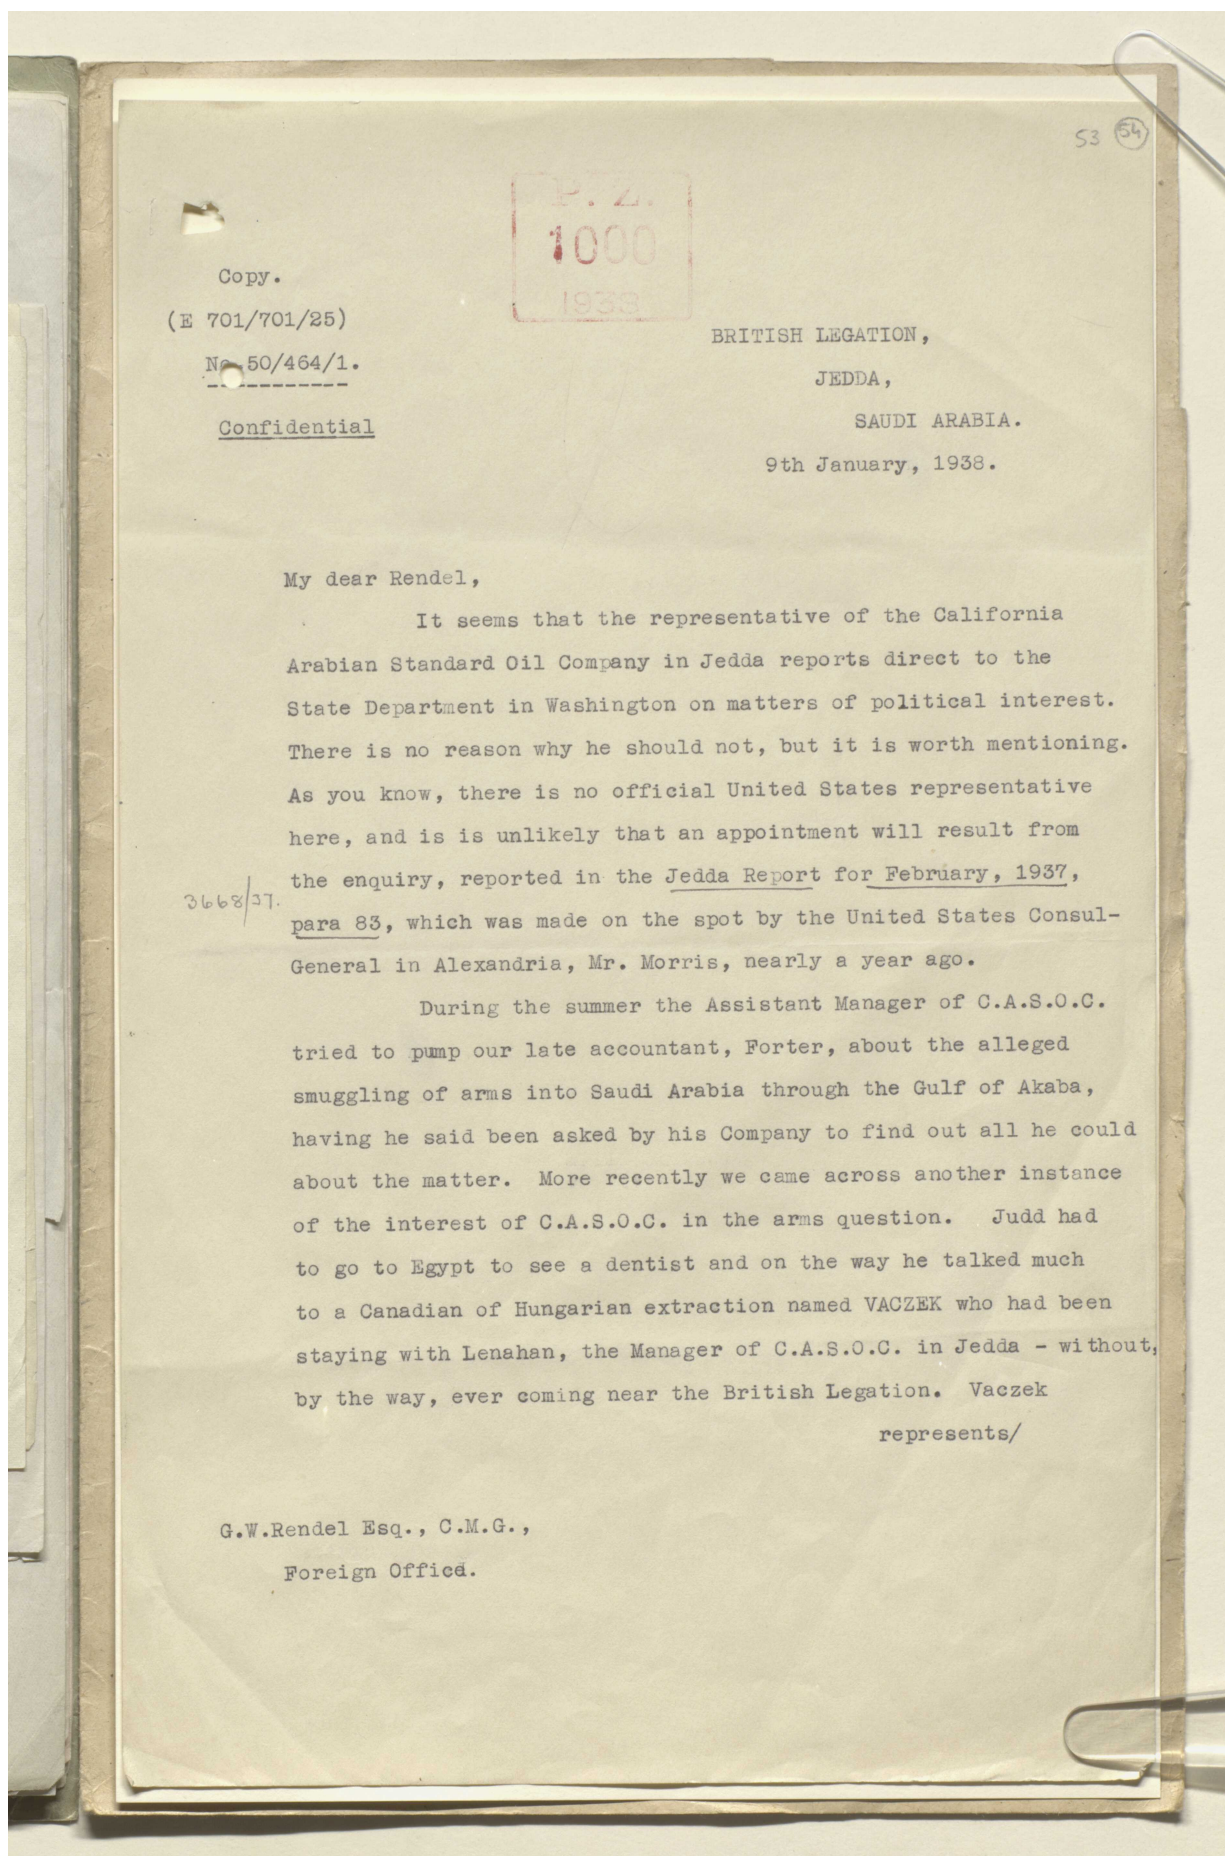 53 54
P. Z.
1000
1938
Copy.
(E 701/701/25)
No 50/464/1.
Confidential
BRITISH LEGATION,
JEDDA,
SAUDI ARABIA.
9th January, 1938.
My dear Rendel,
It seems that the representative of the California
Arabian Standard Oil Company in Jedda reports direct to the
State Department in Washington on matters of political interest.
There is no reason why he should not, but it is worth mentioning.
As you know, there is no official United States representative
here, and is is unlikely that an appointment will result from
the enquiry, reported in the Jedda Report for February, 1937,
3668/37.
para 83, which was made on the spot by the United States Consul-
General in Alexandria, Mr. Morris, nearly a year ago.
During the summer the Assistant Manager of C.A.S.O.C.
tried to pump our late accountant, Forter, about the alleged
smuggling of arms into Saudi Arabia through the Gulf of Akaba,
having he said been asked by his Company to find out all he could
about the matter. More recently we came across another instance
of the interest of C.A.S.O.C. in the arms question. Judd had
to go to Egypt to see a dentist and on the way he talked much
to a Canadian of Hungarian extraction named VACZEK who had been
staying with Lenahan, the Manager of C.A.S.O.C. in Jedda - without,
by the way, ever coming near the British Legation. Vaczek
represents/
G.W.Rendel Esq., C.M.G.,
Foreign Office.